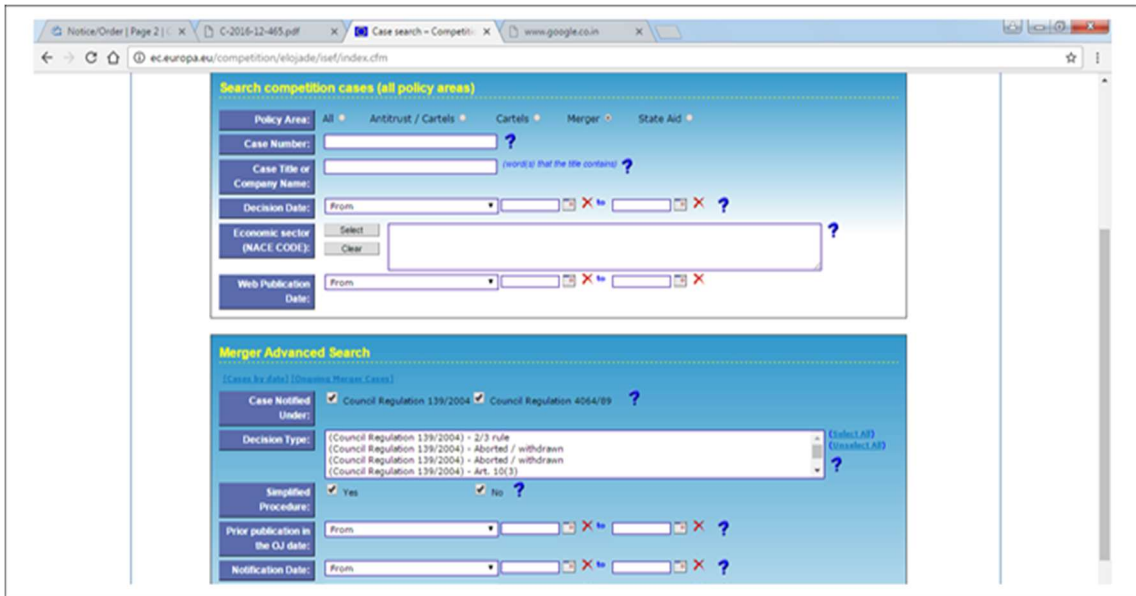 Notice/Order | Page 2 | C
C-2016-12-465.pdf
Case search – Competiti
www.google.co.in
ec.europa.eu/competition/elojade/isef/index.cfm
Search competition cases (all policy areas)
Policy Area: All Antitrust / Cartels Cartels Merger State Aid
Case Number: ?
Case Title or Company Name: (word(s) that the title contains) ?
Decision Date: From to ?
Economic sector (NACE CODE): Select Clear ?
Web Publication Date: From to
Merger Advanced Search
[Cases by date] [Ongoing Merger Cases]
Case Notified Under: Council Regulation 139/2004 Council Regulation 4064/89 ?
Decision Type:
(Council Regulation 139/2004) - 2/3 rule
(Council Regulation 139/2004) - Aborted / withdrawn
(Council Regulation 139/2004) - Aborted / withdrawn
(Council Regulation 139/2004) - Art. 10(3)
(Select All)
(Unselect All)
?
Simplified Procedure: Yes No ?
Prior publication in the OJ date: From to ?
Notification Date: From to ?